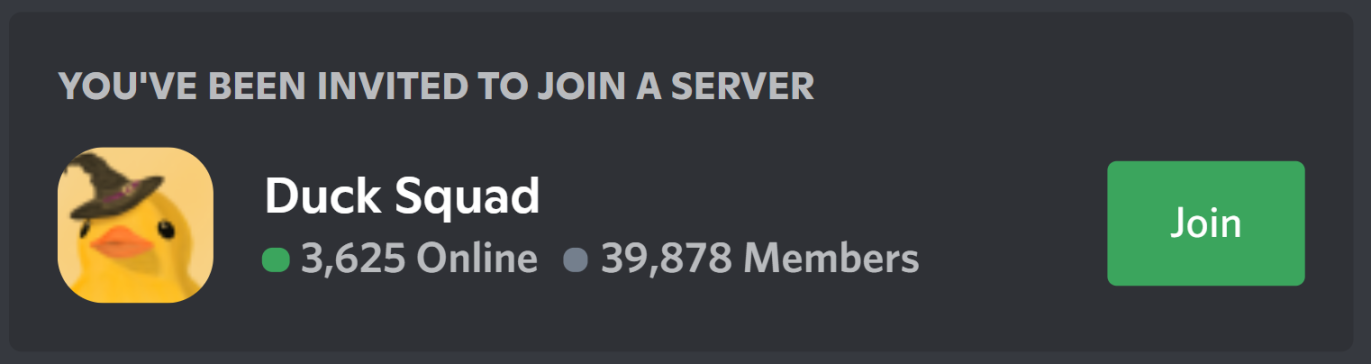 YOU'VE BEEN INVITED TO JOIN A SERVER
Duck Squad
3,625 Online 39,878 Members
Join